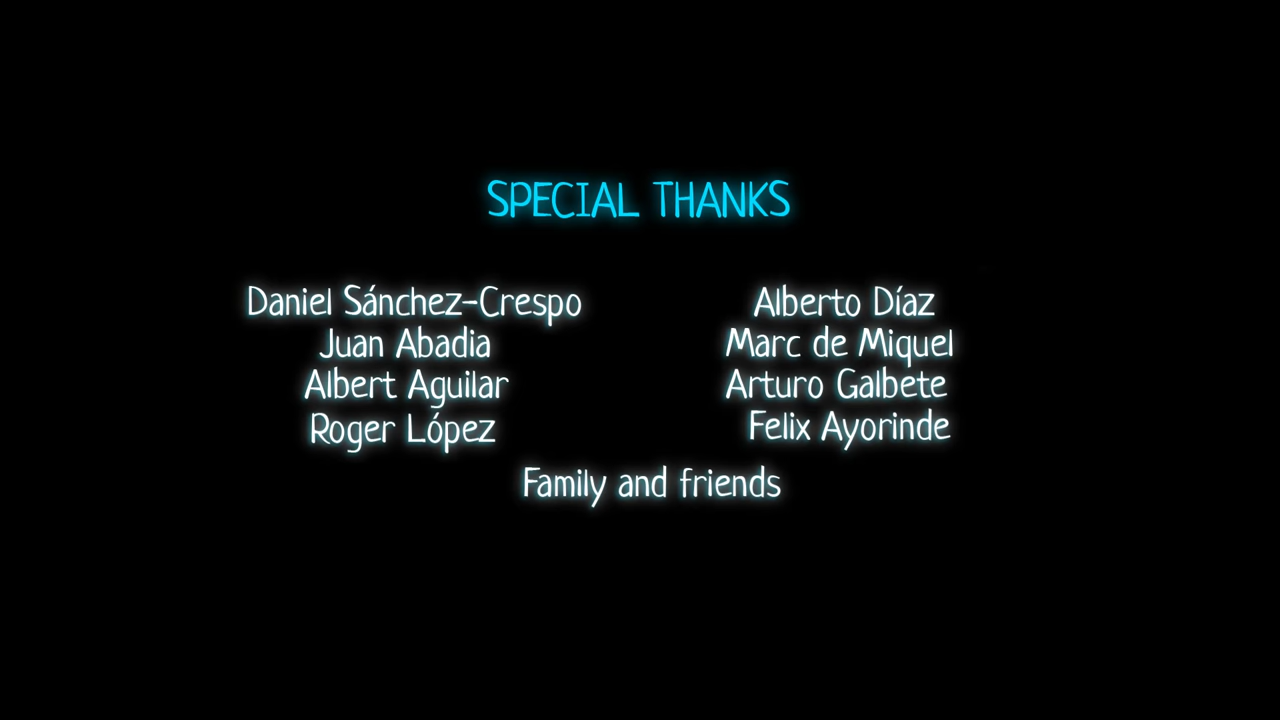 SPECIAL THANKS
Daniel Sánchez-Crespo
Juan Abadia
Albert Aguilar
Roger López
Alberto Díaz
Marc de Miquel
Arturo Galbete
Felix Ayorinde
Family and friends